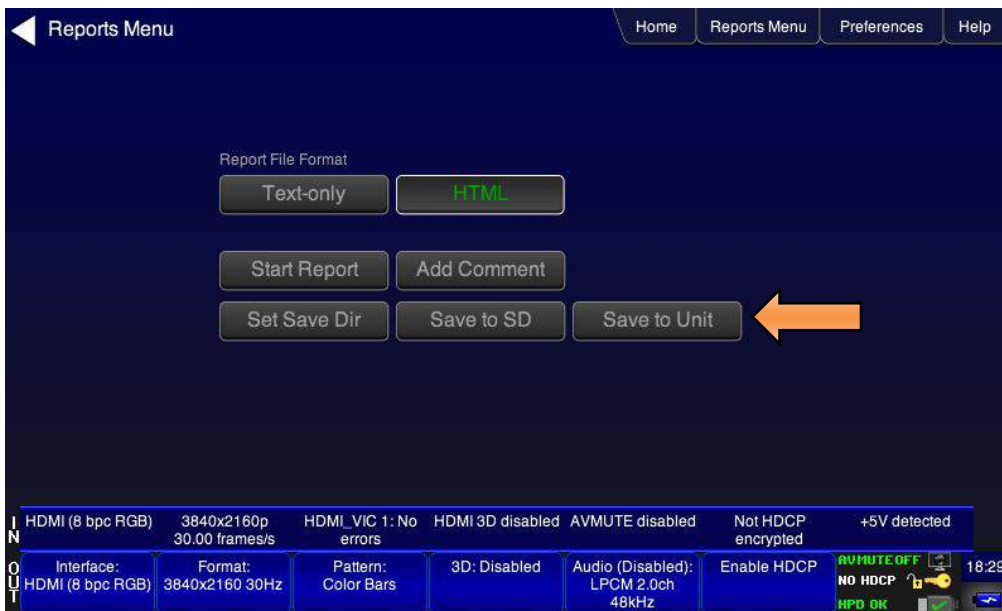 Reports Menu
Home
Reports Menu
Preferences
Help
Report File Format
Text-only
HTML
Start Report
Add Comment
Set Save Dir
Save to SD
Save to Unit
IN
HDMI (8 bpc RGB)
3840x2160p
30.00 frames/s
HDMI_VIC 1: No
errors
HDMI 3D disabled
AVMUTE disabled
Not HDCP
encrypted
+5V detected
OUT
Interface:
HDMI (8 bpc RGB)
Format:
3840x2160 30Hz
Pattern:
Color Bars
3D: Disabled
Audio (Disabled):
LPCM 2.0ch
48kHz
Enable HDCP
AVMUTEOFF
NO HDCP
HPD OK
18:29